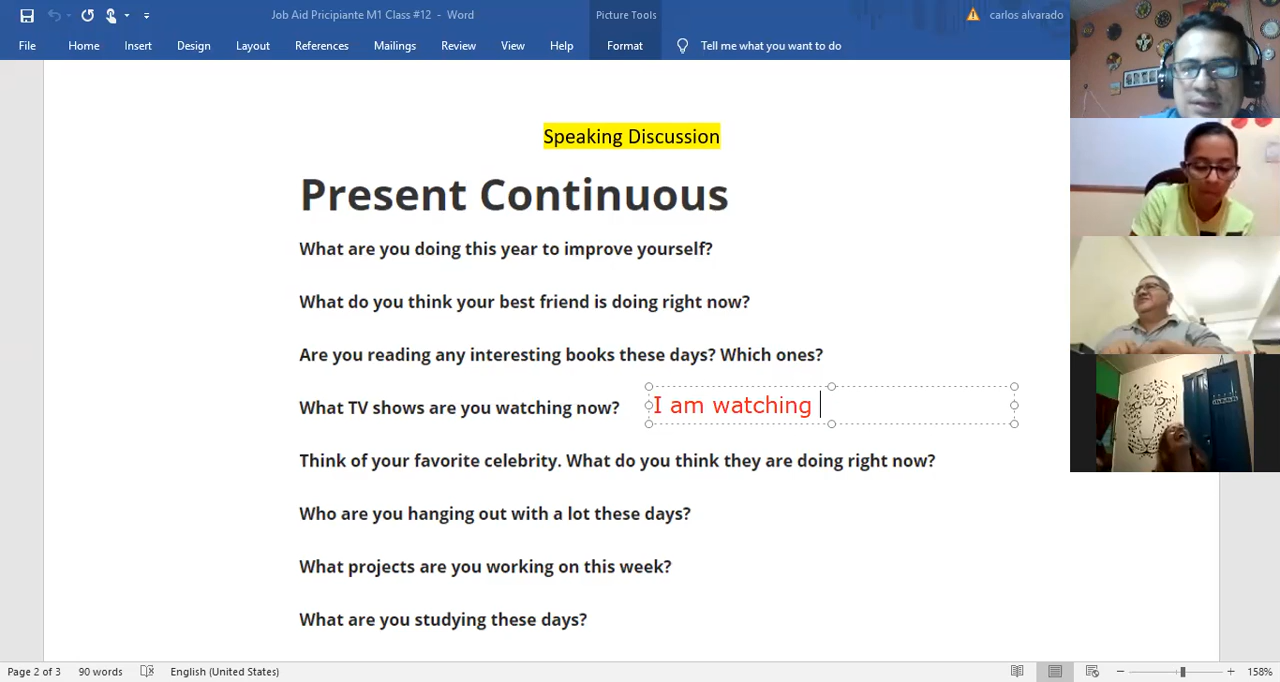 Job Aid Pricipiante M1 Class #12 - Word
Picture Tools
carlos alvarado
File Home Insert Design Layout References Mailings Review View Help Format Tell me what you want to do
Speaking Discussion
Present Continuous
What are you doing this year to improve yourself?
What do you think your best friend is doing right now?
Are you reading any interesting books these days? Which ones?
What TV shows are you watching now? I am watching
Think of your favorite celebrity. What do you think they are doing right now?
Who are you hanging out with a lot these days?
What projects are you working on this week?
What are you studying these days?
Page 2 of 3 90 words English (United States) 158%